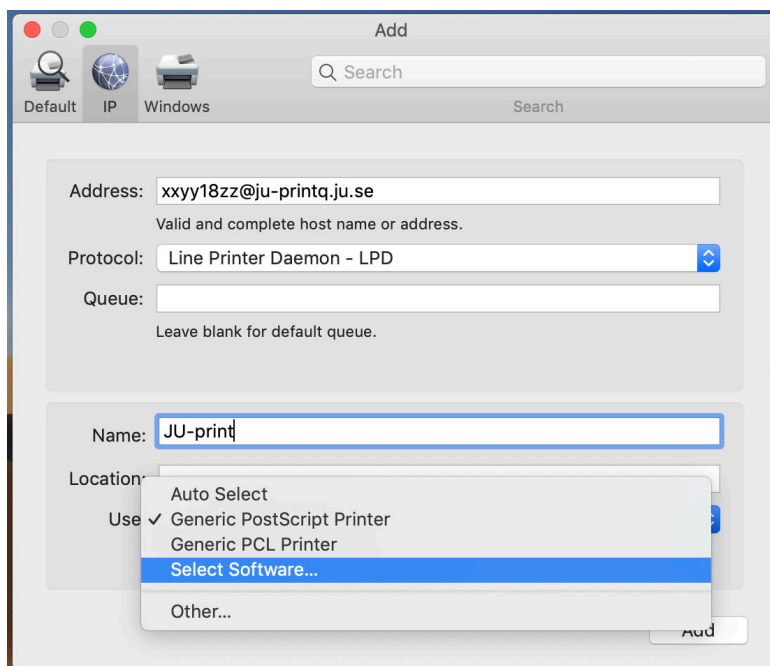 Add
Search
Default IP Windows Search
Address: xxyy18zz@ju-printq.ju.se
Valid and complete host name or address.
Protocol: Line Printer Daemon - LPD
Queue:
Leave blank for default queue.
Name: JU-print
Location:
Auto Select
Use ✓ Generic PostScript Printer
Generic PCL Printer
Select Software...
Other...
Add